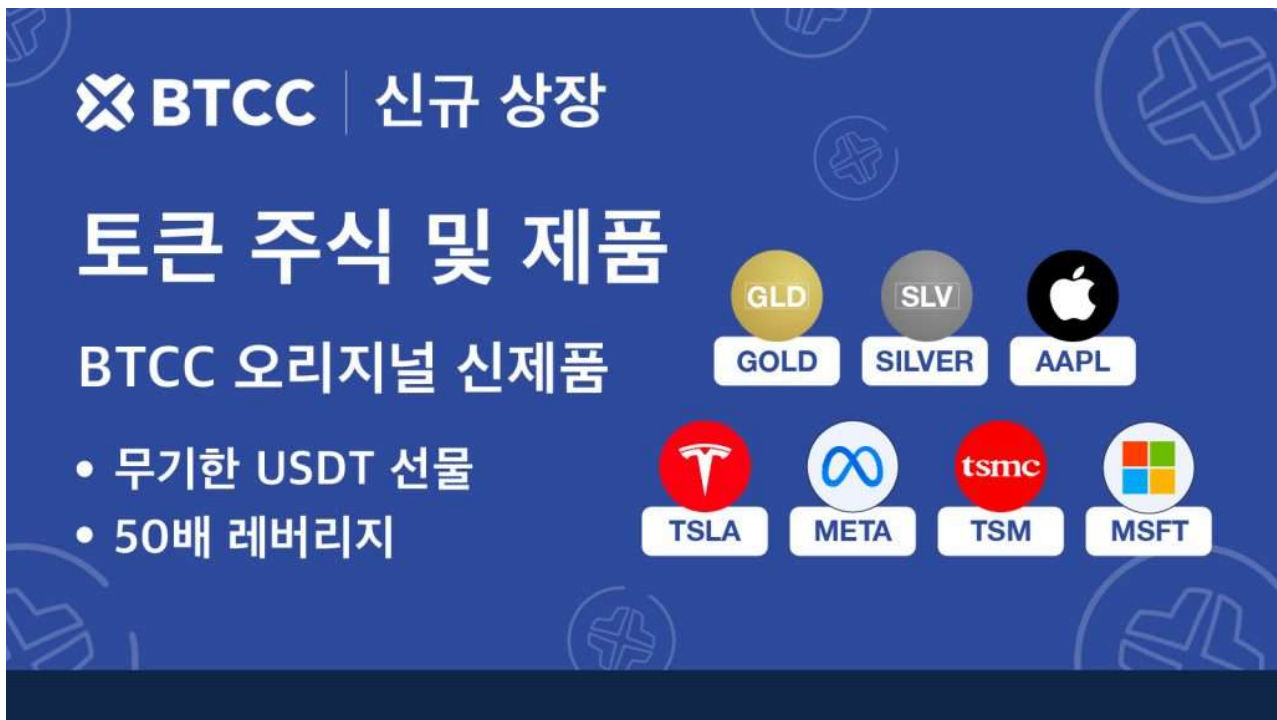 BTCC | 신규 상장
토큰 주식 및 제품
BTCC 오리지널 신제품
• 무기한 USDT 선물
• 50배 레버리지
GLD SLV
GOLD SILVER AAPL
tsmc
TSLA META TSM MSFT